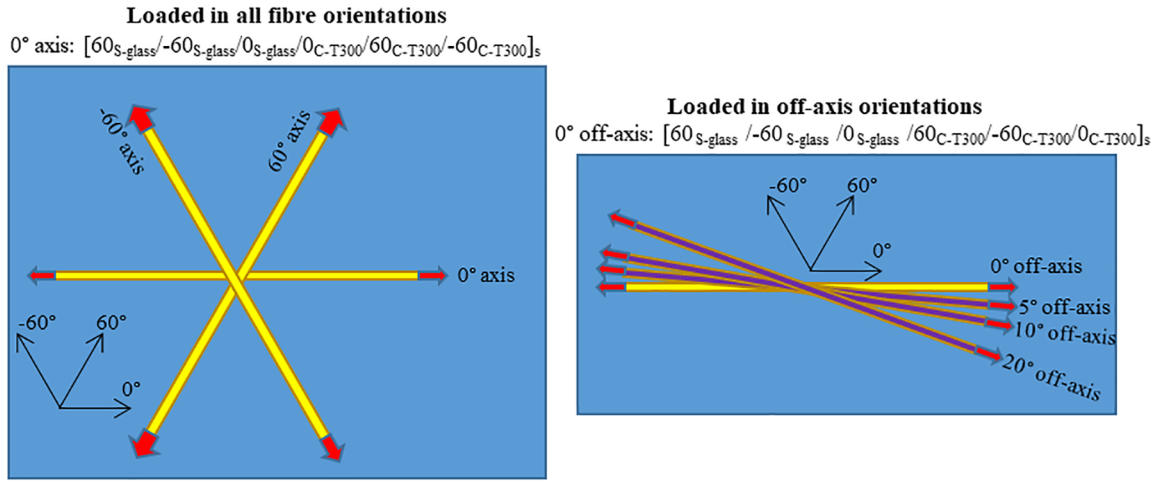 Loaded in all fibre orientations
0° axis: [60S-glass/-60S-glass/0S-glass/0C-T300/60C-T300/-60C-T300]s
-60° axis
60° axis
0° axis
-60°
60°
0°
Loaded in off-axis orientations
0° off-axis: [60 S-glass /-60 S-glass /0 S-glass /60C-T300/-60C-T300/0C-T300]s
-60°
60°
0°
0° off-axis
5° off-axis
10° off-axis
20° off-axis